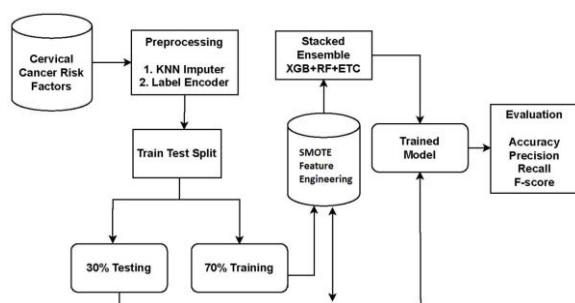 Cervical
Cancer Risk
Factors
Preprocessing
1. KNN Imputer
2. Label Encoder
Train Test Split
30% Testing
70% Training
SMOTE
Feature
Engineering
Stacked
Ensemble
XGB+RF+ETC
Trained
Model
Evaluation
Accuracy
Precision
Recall
F-score